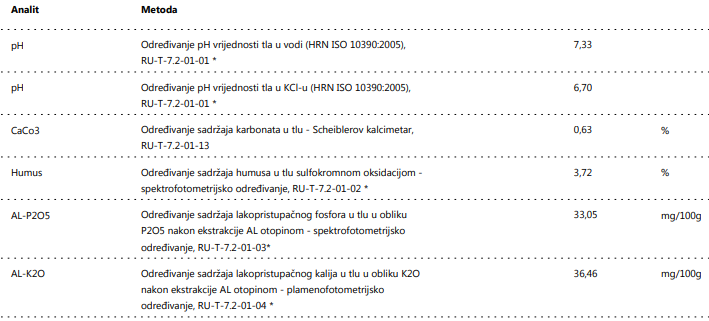 Analit Metoda
pH Određivanje pH vrijednosti tla u vodi (HRN ISO 10390:2005), 7,33
RU-T-7.2-01-01 *
pH Određivanje pH vrijednosti tla u KCl-u (HRN ISO 10390:2005), 6,70
RU-T-7.2-01-01 *
CaCo3 Određivanje sadržaja karbonata u tlu - Scheiblerov kalcimetar, 0,63 %
RU-T-7.2-01-13
Humus Određivanje sadržaja humusa u tlu sulfokromnom oksidacijom - 3,72 %
spektrofotometrijsko određivanje, RU-T-7.2-01-02 *
AL-P2O5 Određivanje sadržaja lakopristupačnog fosfora u tlu u obliku 33,05 mg/100g
P2O5 nakon ekstrakcije AL otopinom - spektrofotometrijsko
određivanje, RU-T-7.2-01-03*
AL-K2O Određivanje sadržaja lakopristupačnog kalija u tlu u obliku K2O 36,46 mg/100g
nakon ekstrakcije AL otopinom - plamenofotometrijsko
određivanje, RU-T-7.2-01-04 *